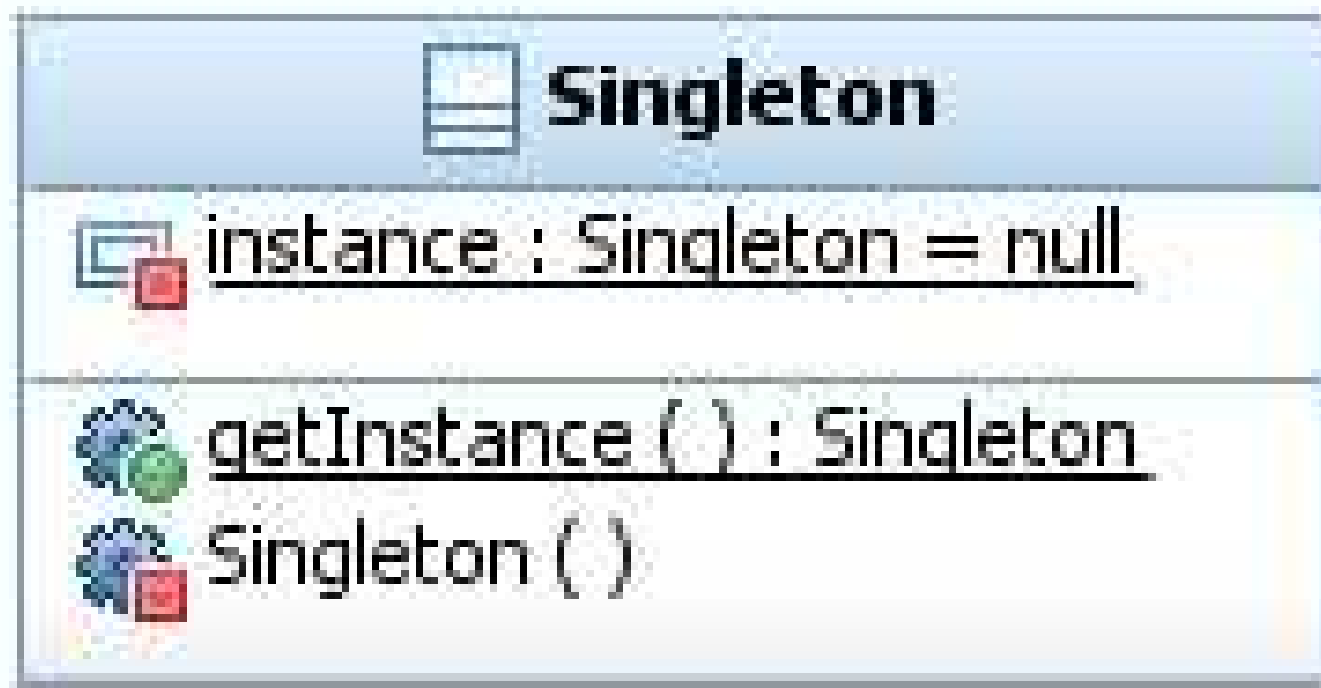 Singleton
instance : Singleton = null
getInstance ( ) : Singleton
Singleton ( )